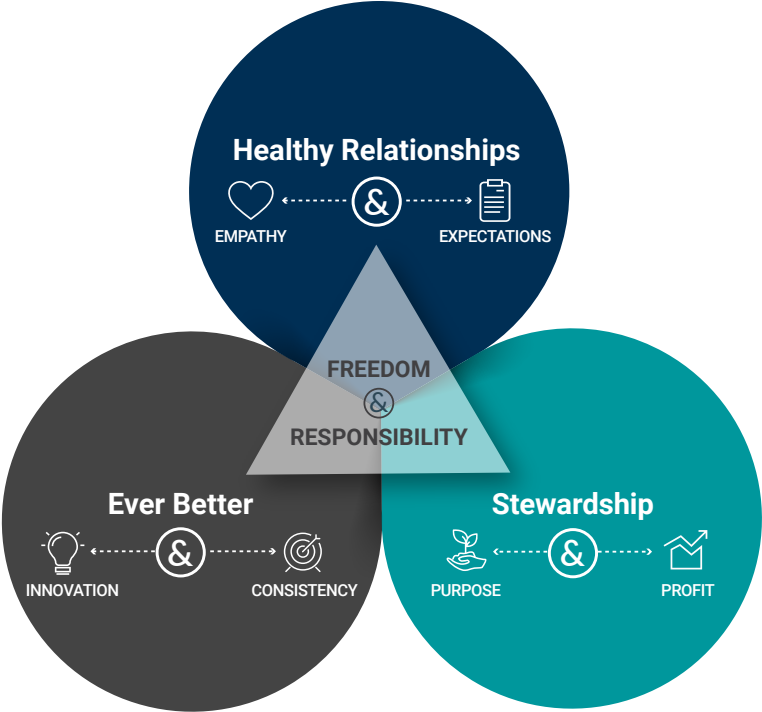 Healthy Relationships
&
EMPATHY EXPECTATIONS
FREEDOM
&
RESPONSIBILITY
Ever Better
&
INNOVATION CONSISTENCY
Stewardship
&
PURPOSE PROFIT